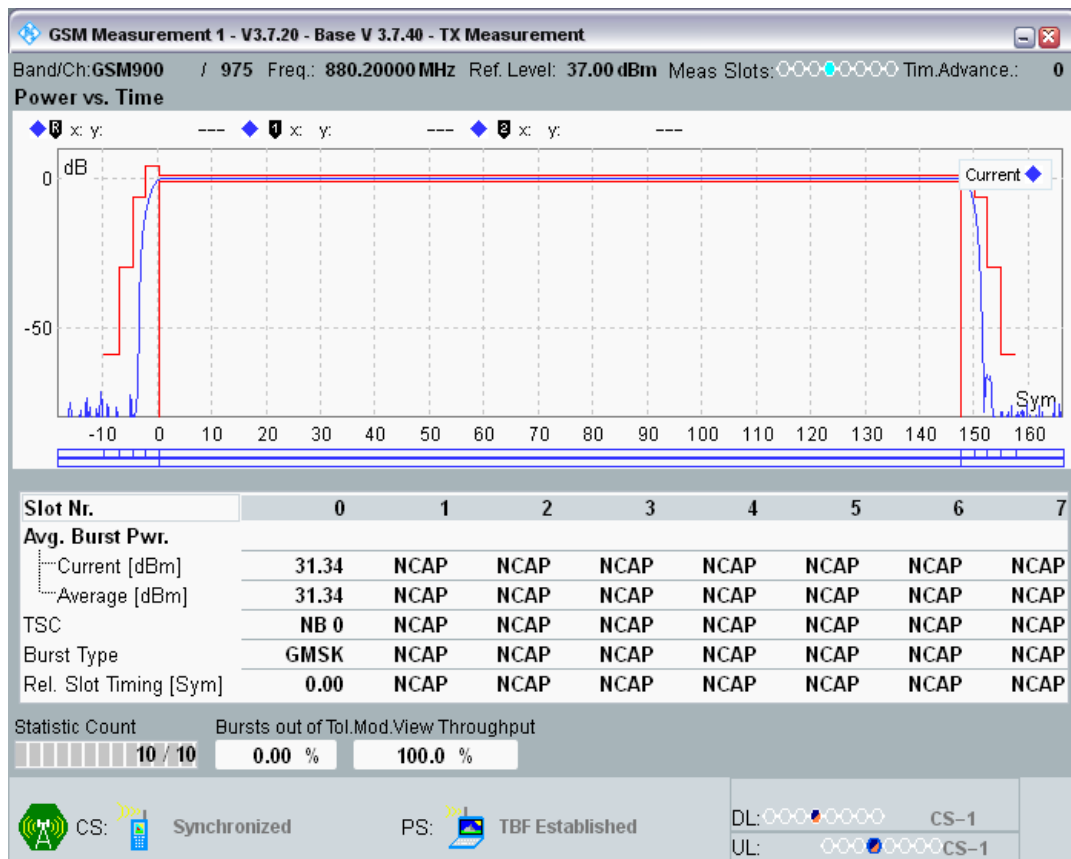 GSM Measurement 1 - V3.7.20 - Base V 3.7.40 - TX Measurement
Band/Ch:GSM900 / 975 Freq.: 880.20000 MHz Ref. Level: 37.00 dBm Meas Slots: Tim.Advance.: 0
Power vs. Time
R x: y: --- 1 x: y: --- 2 x: y: ---
dB
Current
0
-50
Sym
-10 0 10 20 30 40 50 60 70 80 90 100 110 120 130 140 150 160
Slot Nr. 0 1 2 3 4 5 6 7
Avg. Burst Pwr.
Current [dBm] 31.34 NCAP NCAP NCAP NCAP NCAP NCAP NCAP
Average [dBm] 31.34 NCAP NCAP NCAP NCAP NCAP NCAP NCAP
TSC NB 0 NCAP NCAP NCAP NCAP NCAP NCAP NCAP
Burst Type GMSK NCAP NCAP NCAP NCAP NCAP NCAP NCAP
Rel. Slot Timing [Sym] 0.00 NCAP NCAP NCAP NCAP NCAP NCAP NCAP
Statistic Count Bursts out of Tol. Mod.View Throughput
10 / 10 0.00 % 100.0 %
CS: Synchronized PS: TBF Established DL: CS-1
UL: CS-1